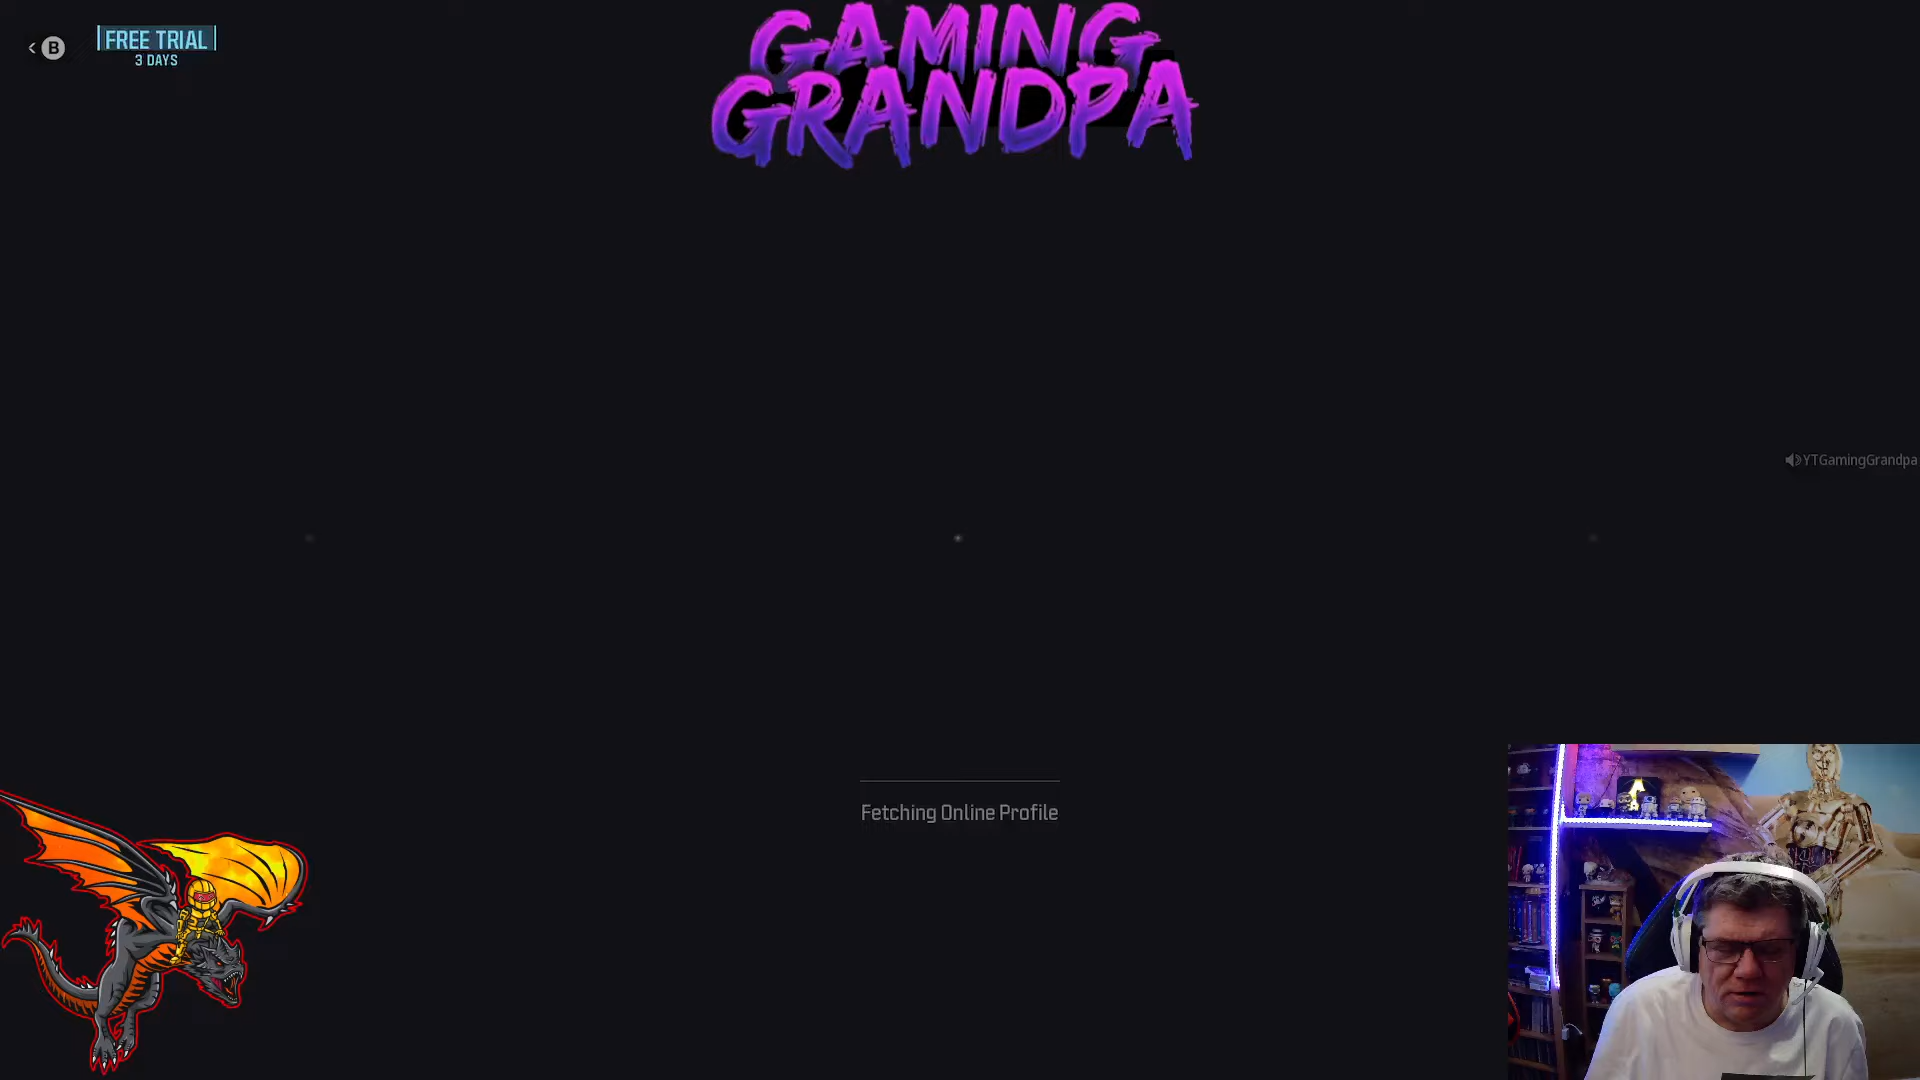 B
FREE TRIAL
3 DAYS
GAMING
GRANDPA
YTGamingGrandpa
Fetching Online Profile